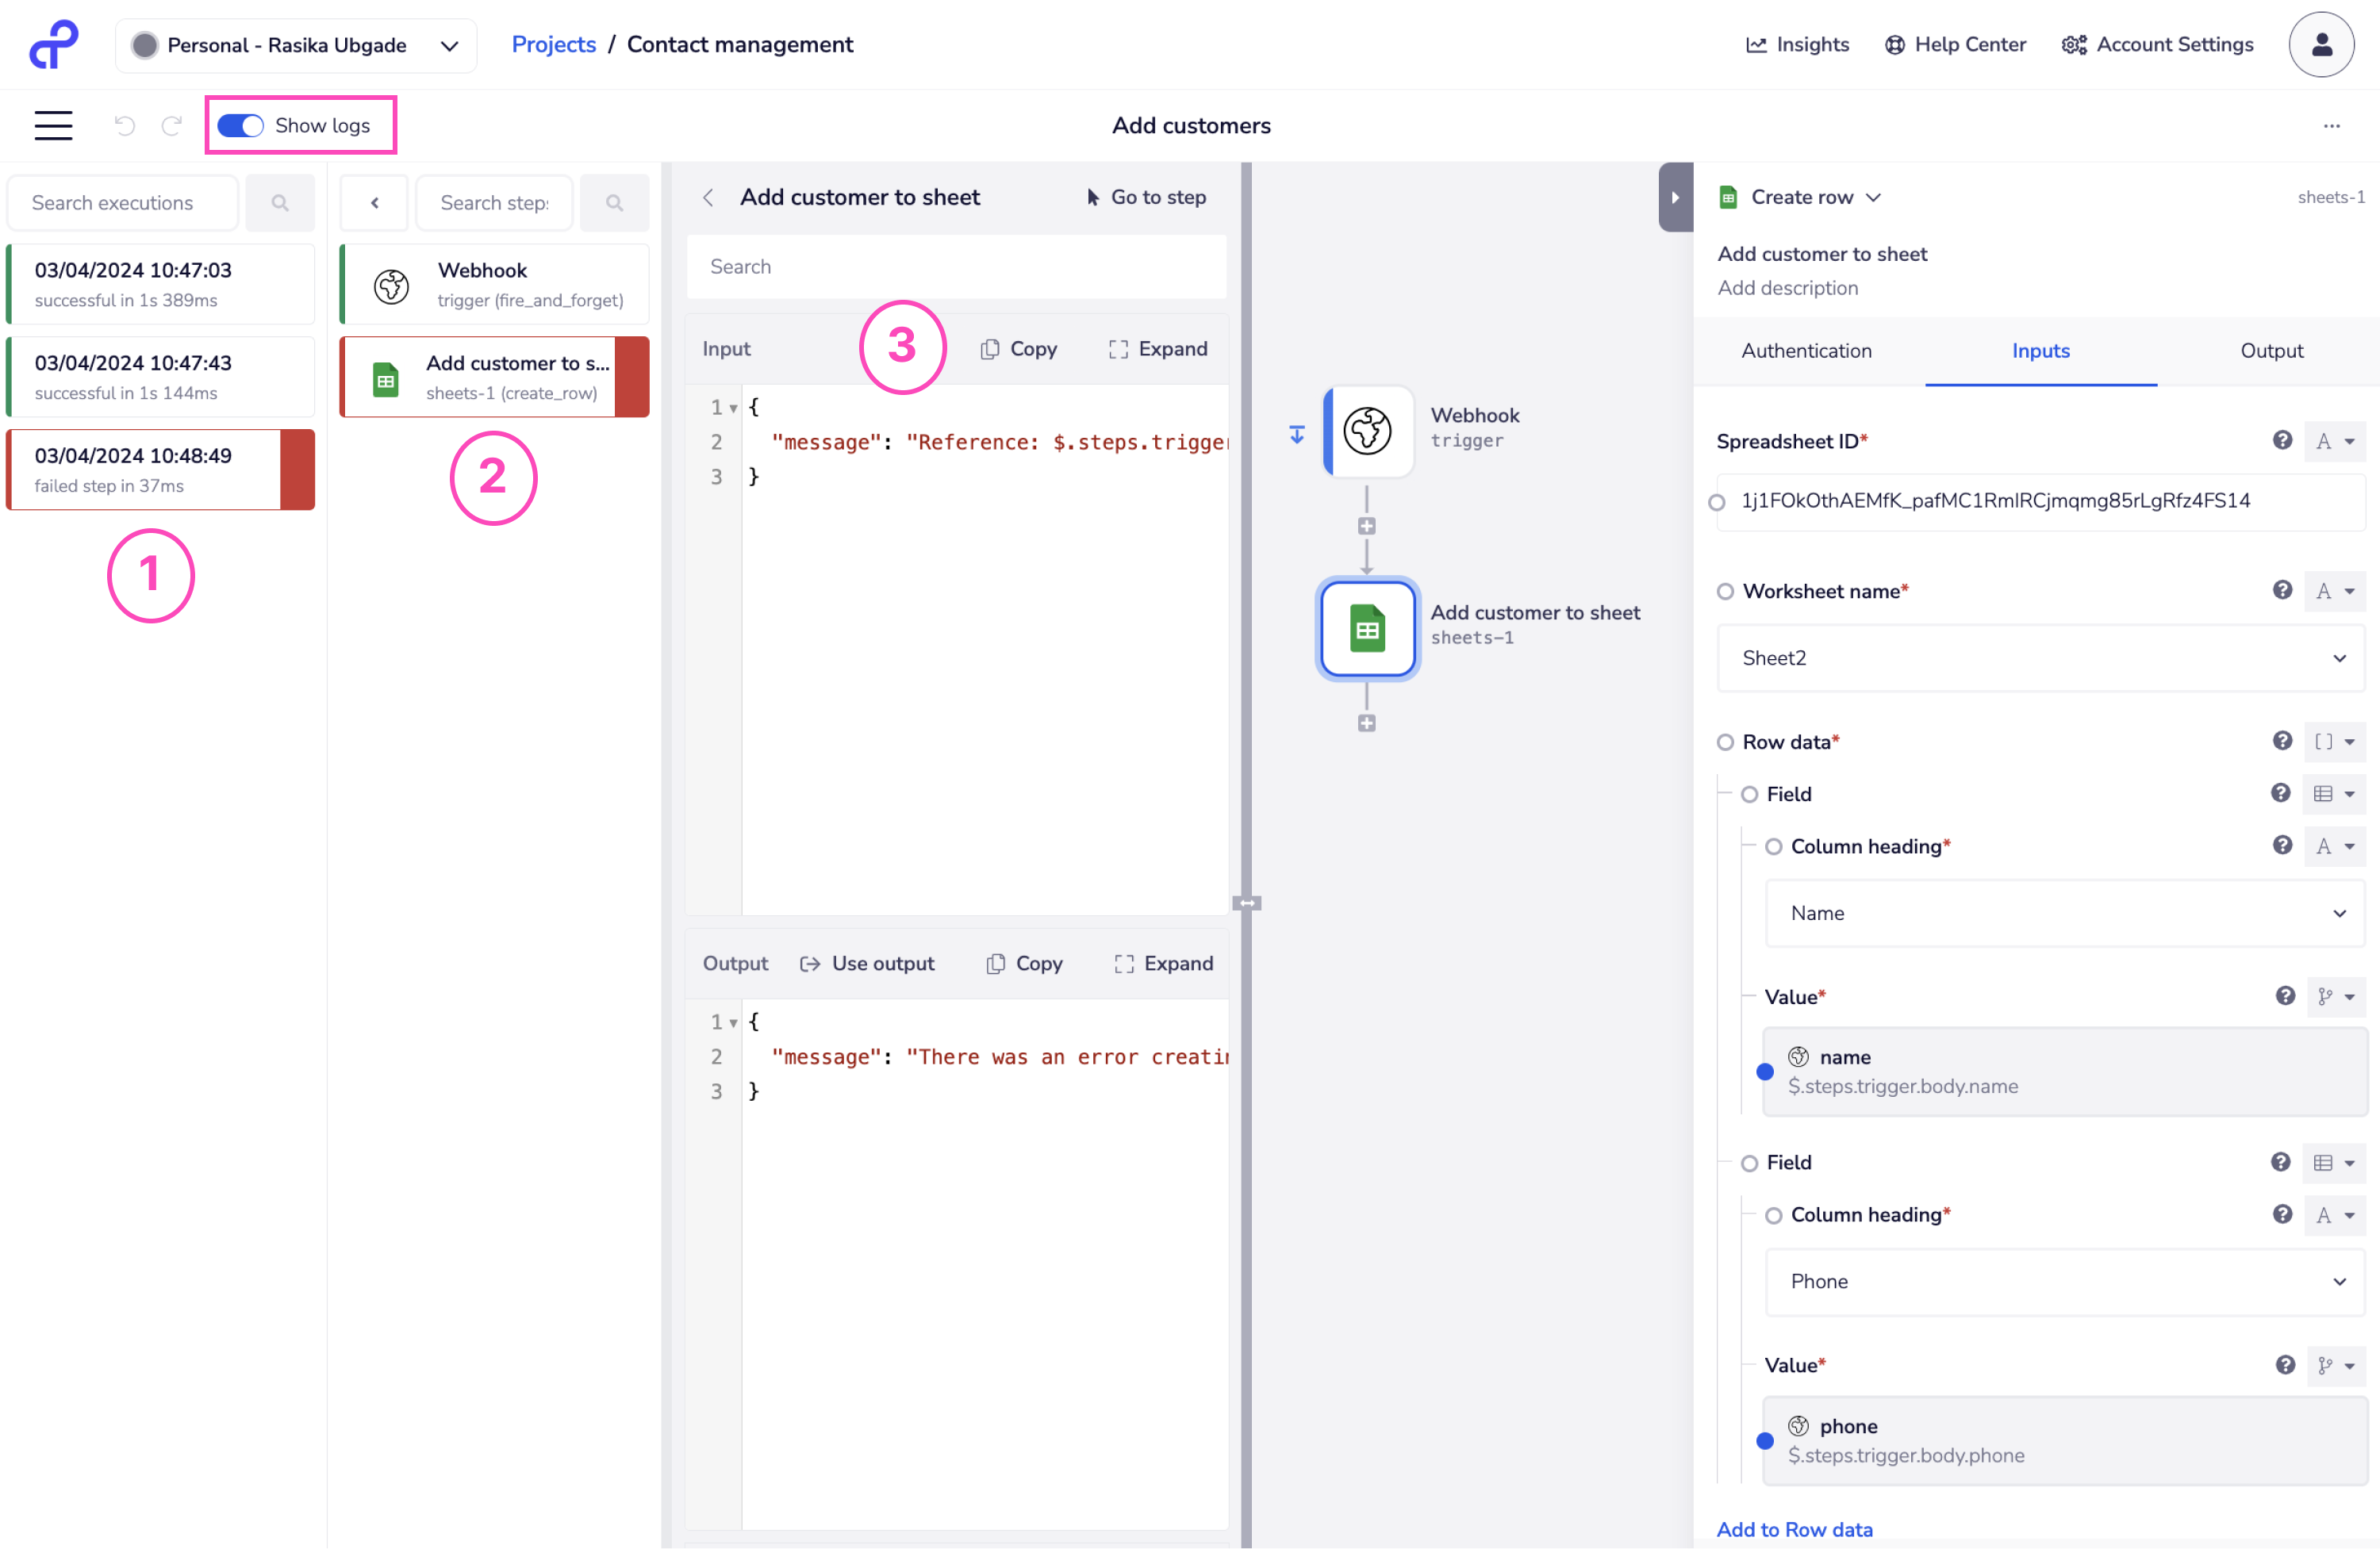 Personal - Rasika Ubgade
Projects / Contact management
Insights
Help Center
Account Settings
Show logs
Add customers
...
Search executions
03/04/2024 10:47:03
successful in 1s 389ms
03/04/2024 10:47:43
successful in 1s 144ms
03/04/2024 10:48:49
failed step in 37ms
1
Search steps
Webhook
trigger (fire_and_forget)
Add customer to s...
sheets-1 (create_row)
2
Add customer to sheet
Go to step
Search
Input
3
Copy
Expand
1 {
2 "message": "Reference: $.steps.trigger
3 }
Output
Use output
Copy
Expand
1 {
2 "message": "There was an error creatin
3 }
Webhook
trigger
Add customer to sheet
sheets-1
Create row
sheets-1
Add customer to sheet
Add description
Authentication
Inputs
Output
Spreadsheet ID*
A
1j1FOkOthAEMfK_pafMC1RmlRCjmqmg85rLgRfz4FS14
Worksheet name*
A
Sheet2
Row data*
[ ]
Field
Column heading*
A
Name
Value*
name
$.steps.trigger.body.name
Field
Column heading*
A
Phone
Value*
phone
$.steps.trigger.body.phone
Add to Row data